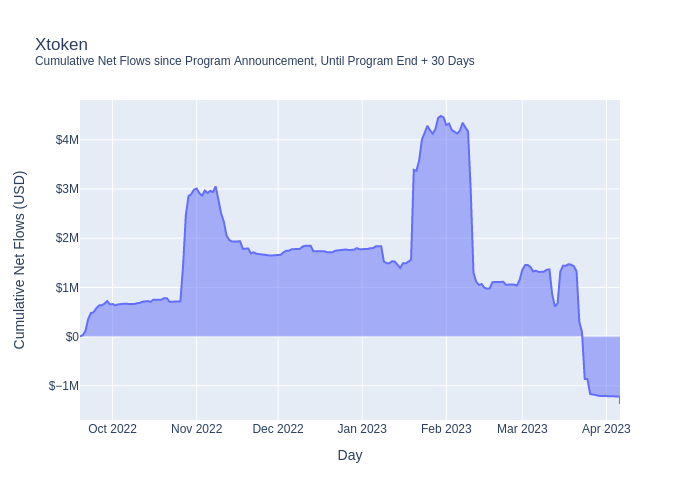 Xtoken
Cumulative Net Flows since Program Announcement, Until Program End + 30 Days
Cumulative Net Flows (USD)
$4M
$3M
$2M
$1M
$0
$−1M
Oct 2022
Nov 2022
Dec 2022
Jan 2023
Feb 2023
Mar 2023
Apr 2023
Day